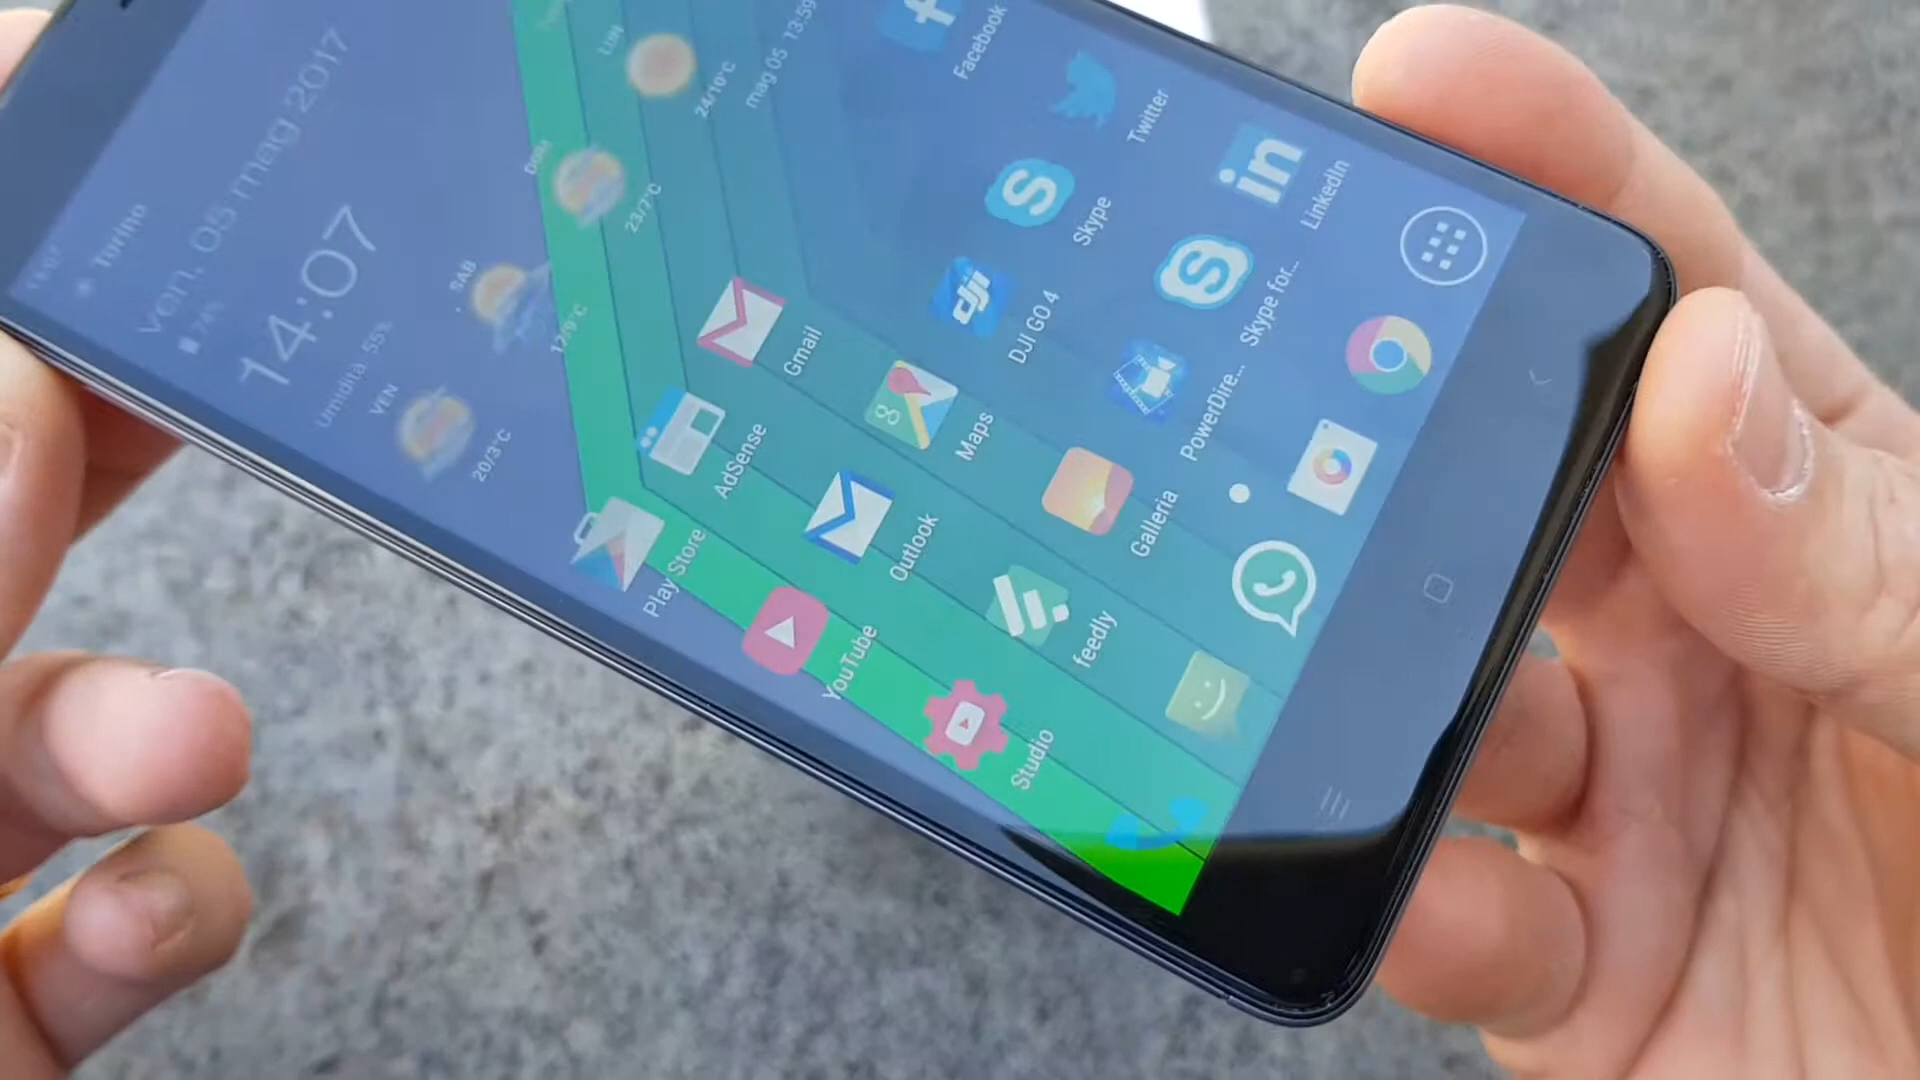 Torino
ven, 05 mag 2017
74%
14:07
Umidità: 55%
VEN
20/3°C
SAB
17/9°C
DOM
23/7°C
LUN
24/10°C
mag 05 13:59
Play Store
AdSense
Gmail
YouTube
Outlook
Maps
DJI GO 4
Skype
Twitter
Facebook
Studio
feedly
Galleria
PowerDire...
Skype for...
LinkedIn